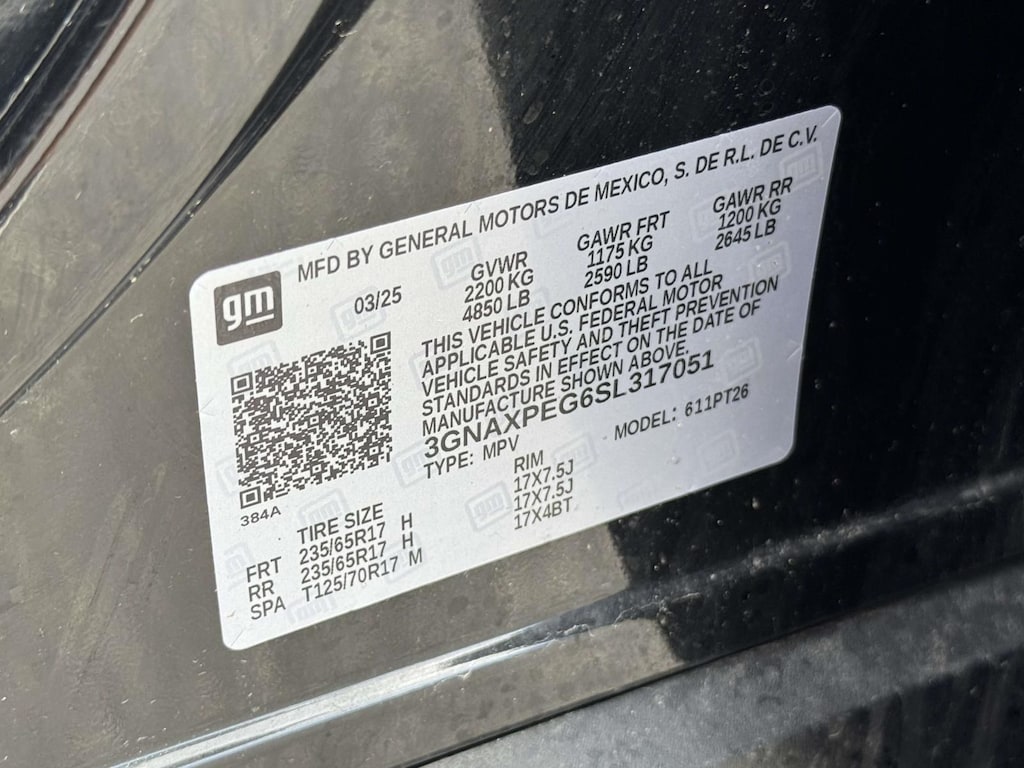 MFD BY GENERAL MOTORS DE MEXICO, S. DE R.L. DE C.V.
gm
03/25
GVWR
2200 KG
4850 LB
GAWR FRT
1175 KG
2590 LB
GAWR RR
1200 KG
2645 LB
THIS VEHICLE CONFORMS TO ALL
APPLICABLE U.S. FEDERAL MOTOR
VEHICLE SAFETY AND THEFT PREVENTION
STANDARDS IN EFFECT ON THE DATE OF
MANUFACTURE SHOWN ABOVE.
3GNAXPEG6SL317051
TYPE: MPV
MODEL: 611PT26
384A
TIRE SIZE RIM
FRT 235/65R17 H 17X7.5J
RR 235/65R17 H 17X7.5J
SPA T125/70R17 M 17X4BT